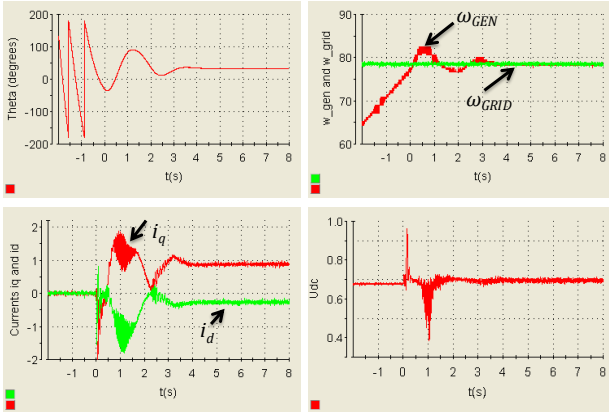 Theta (degrees)
200
100
0
-100
-200
-1 0 1 2 3 4 5 6 7 8
t(s)
w_gen and w_grid
90
80
70
60
-1 0 1 2 3 4 5 6 7 8
t(s)
ωGEN
ωGRID
Currents iq and id
2
1
0
-1
-2
-1 0 1 2 3 4 5 6 7 8
t(s)
iq
id
Udc
1.0
0.8
0.6
0.4
-1 0 1 2 3 4 5 6 7 8
t(s)